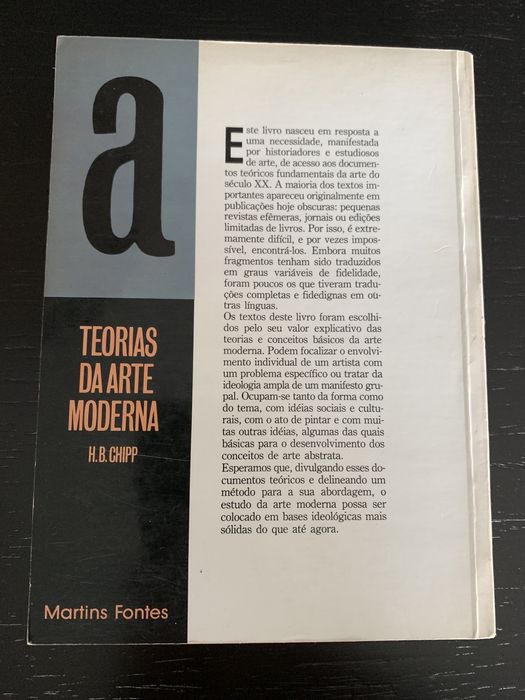 a
TEORIAS
DA ARTE
MODERNA
H. B. CHIPP
Martins Fontes
Este livro nasceu em resposta a
uma necessidade, manifestada
por historiadores e estudiosos
de arte, de acesso aos documen-
tos teóricos fundamentais da arte do
século XX. A maioria dos textos im-
portantes apareceu originalmente em
publicações hoje obscuras: pequenas
revistas efêmeras, jornais ou edições
limitadas de livros. Por isso, é extre-
mamente difícil, e por vezes impos-
sível, encontrá-los. Embora muitos
fragmentos tenham sido traduzidos
em graus variáveis de fidelidade,
foram poucos os que tiveram tradu-
ções completas e fidedignas em ou-
tras línguas.
Os textos deste livro foram escolhi-
dos pelo seu valor explicativo das
teorias e conceitos básicos da arte
moderna. Podem focalizar o envolvi-
mento individual de um artista com
um problema específico ou tratar da
ideologia ampla de um manifesto gru-
pal. Ocupam-se tanto da forma como
do tema, com idéias sociais e cultu-
rais, com o ato de pintar e com mui-
tas outras idéias, algumas das quais
básicas para o desenvolvimento dos
conceitos de arte abstrata.
Esperamos que, divulgando esses do-
cumentos teóricos e delineando um
método para a sua abordagem, o
estudo da arte moderna possa ser
colocado em bases ideológicas mais
sólidas do que até agora.